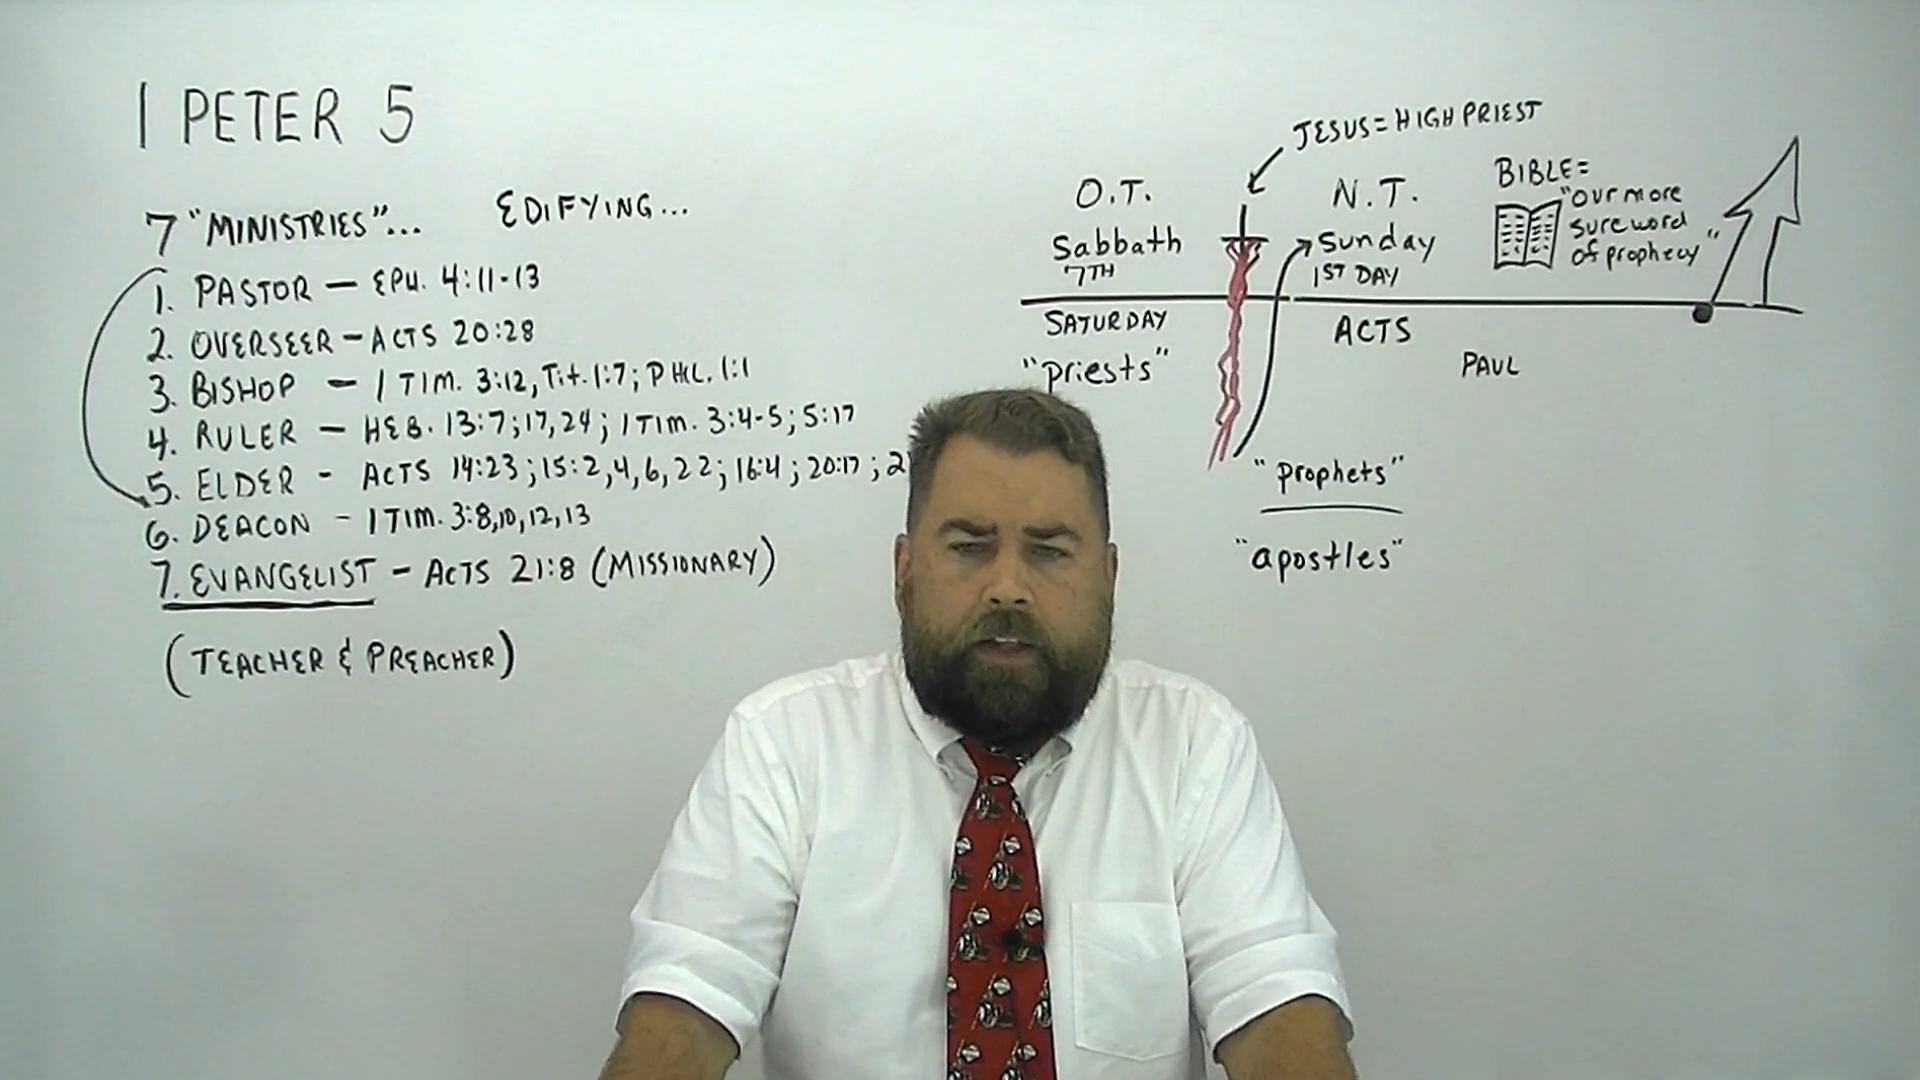 1 PETER 5
7 "MINISTRIES"... EDIFYING...
1. PASTOR — EPH. 4:11-13
2. OVERSEER — ACTS 20:28
3. BISHOP — 1 TIM. 3:12, Tit. 1:7; PHIL. 1:1
4. RULER — HEB. 13:7; 17, 24; 1 TIM. 3:4-5; 5:17
5. ELDER - ACTS 14:23; 15:2, 4, 6, 22; 16:4; 20:17;
6. DEACON - 1 TIM. 3:8, 10, 12, 13
7. EVANGELIST - ACTS 21:8 (MISSIONARY)
(TEACHER & PREACHER)
JESUS = HIGH PRIEST
O.T.
Sabbath
7TH
SATURDAY
"priests"
N.T.
Sunday
1ST DAY
ACTS
PAUL
"prophets"
"apostles"
BIBLE =
"our more
sure word
of prophecy"